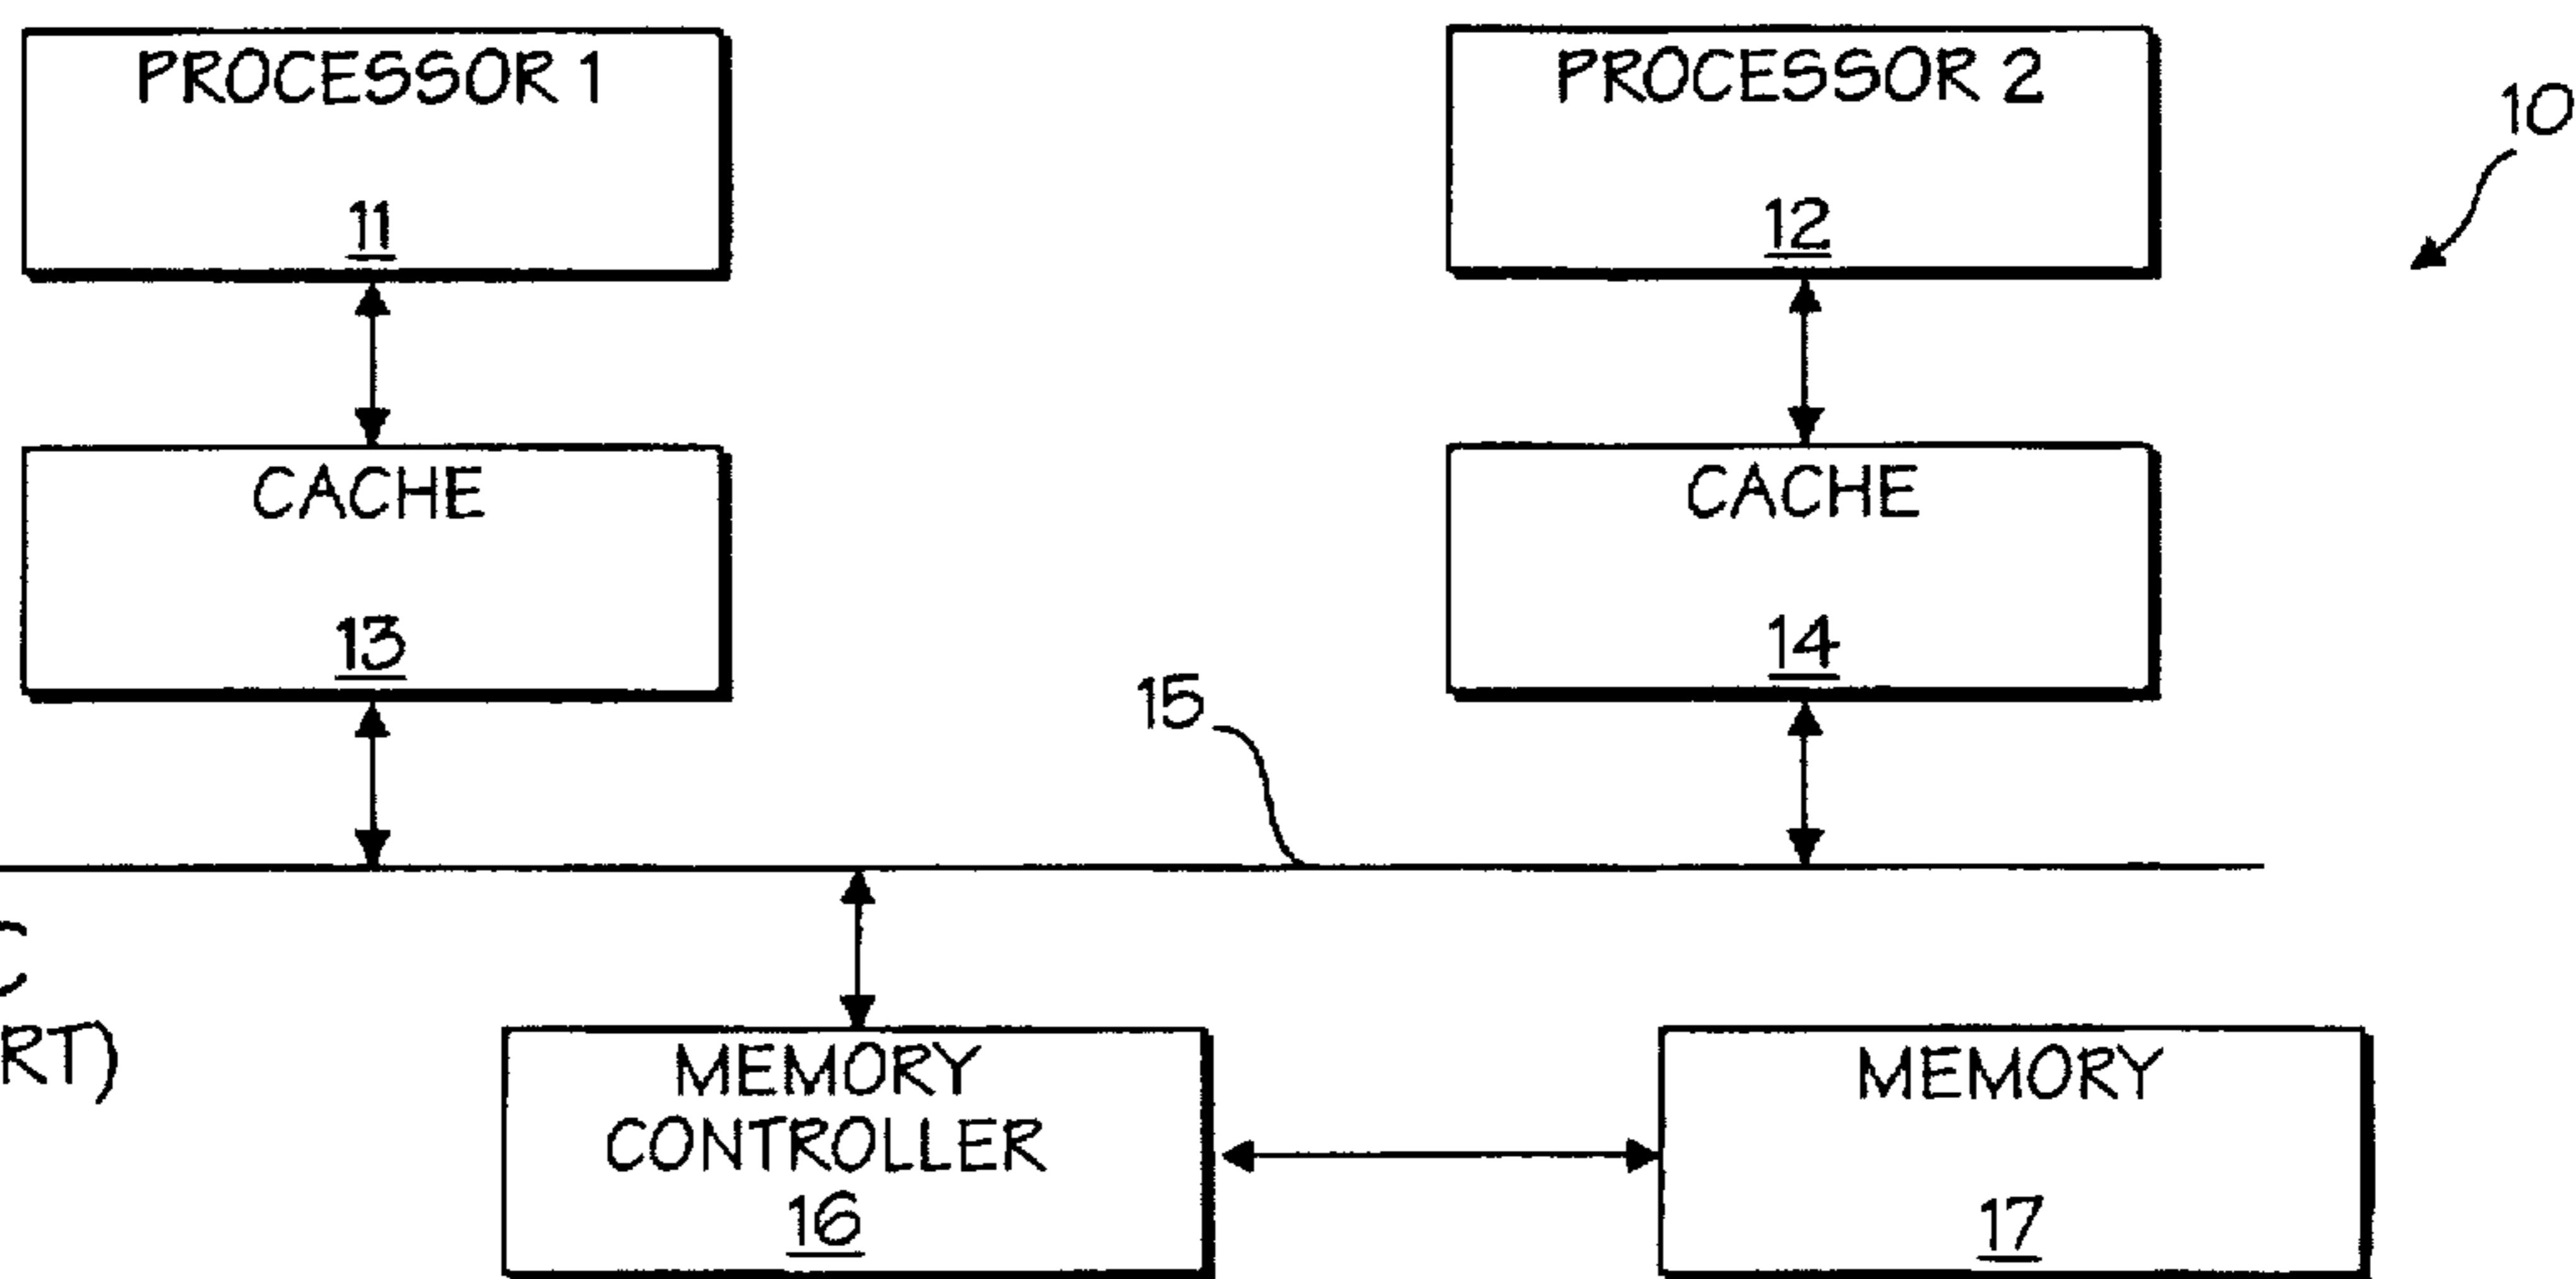 PROCESSOR 1
11
PROCESSOR 2
12
10
CACHE
13
CACHE
14
15
C
RT)
MEMORY
CONTROLLER
16
MEMORY
17